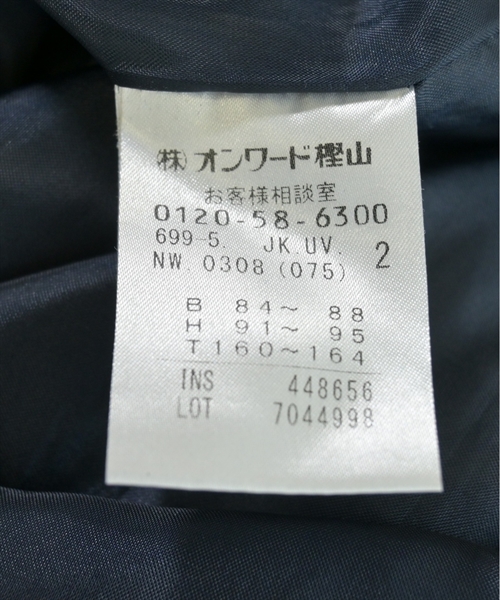 ㈱オンワード樫山
お客様相談室
0120-58-6300
699-5. JK.UV. 2
NW. 0308 (075)
B 84～ 88
H 91～ 95
T 160～164
INS 448656
LOT 7044998